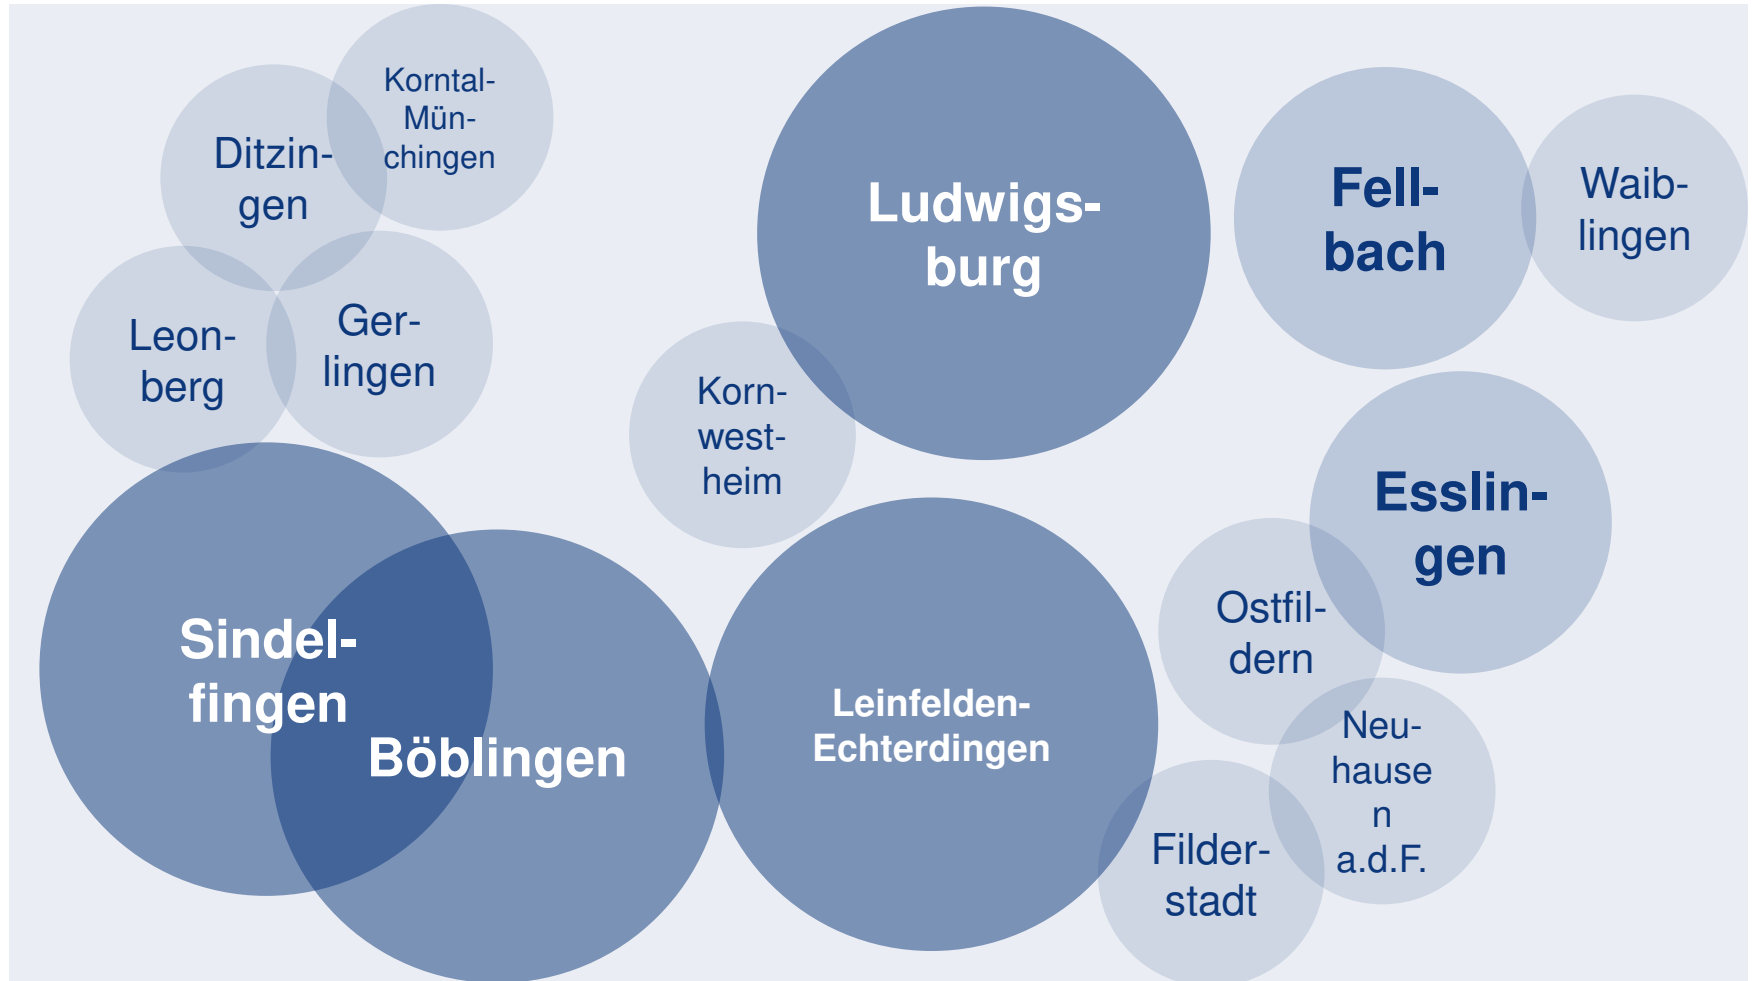 Korntal-
Mün-
chingen
Ditzin-
gen
Ludwigs-
burg
Fell-
bach
Waib-
lingen
Leon-
berg
Ger-
lingen
Korn-
west-
heim
Esslin-
gen
Sindel-
fingen
Böblingen
Leinfelden-
Echterdingen
Ostfil-
dern
Neu-
hause
n
a.d.F.
Filder-
stadt